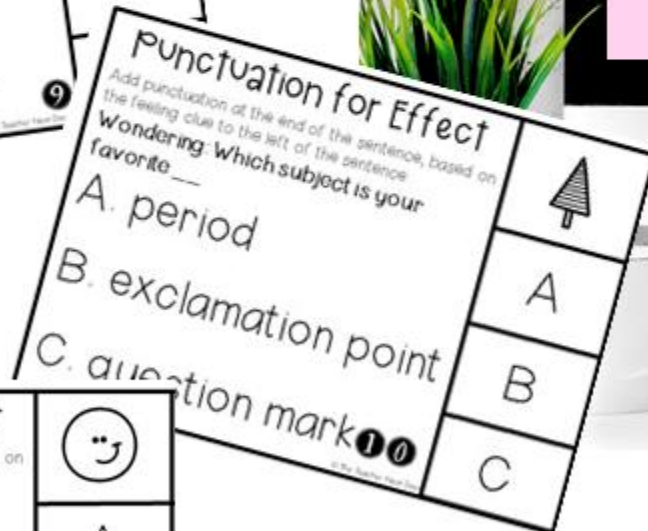 9
Punctuation for Effect
Add punctuation at the end of the sentence, based on
the feeling clue to the left of the sentence
Wondering: Which subject is your
favorite__
A. period
B. exclamation point
C. question mark
10
A
B
C
on